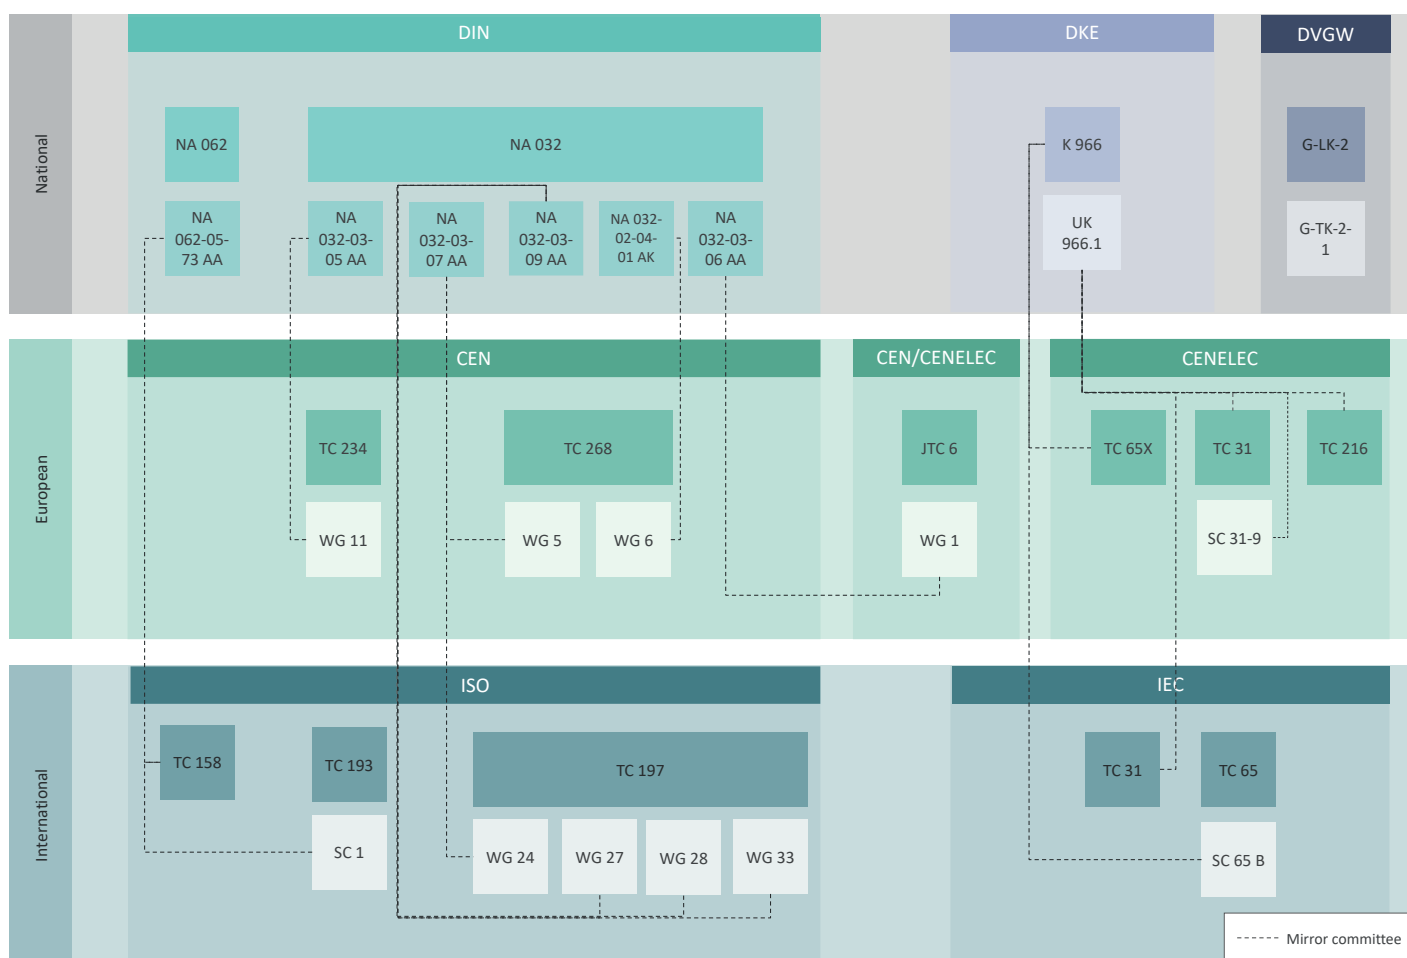 National
DIN
DKE
DVGW
NA 062
NA 032
K 966
G-LK-2
NA
062-05-
73 AA
NA
032-03-
05 AA
NA
032-03-
07 AA
NA
032-03-
09 AA
NA 032-
02-04-
01 AK
NA
032-03-
06 AA
UK
966.1
G-TK-2-
1
European
CEN
CEN/CENELEC
CENELEC
TC 234
TC 268
JTC 6
TC 65X
TC 31
TC 216
WG 11
WG 5
WG 6
WG 1
SC 31-9
International
ISO
IEC
TC 158
TC 193
TC 197
TC 31
TC 65
SC 1
WG 24
WG 27
WG 28
WG 33
SC 65 B
Mirror committee